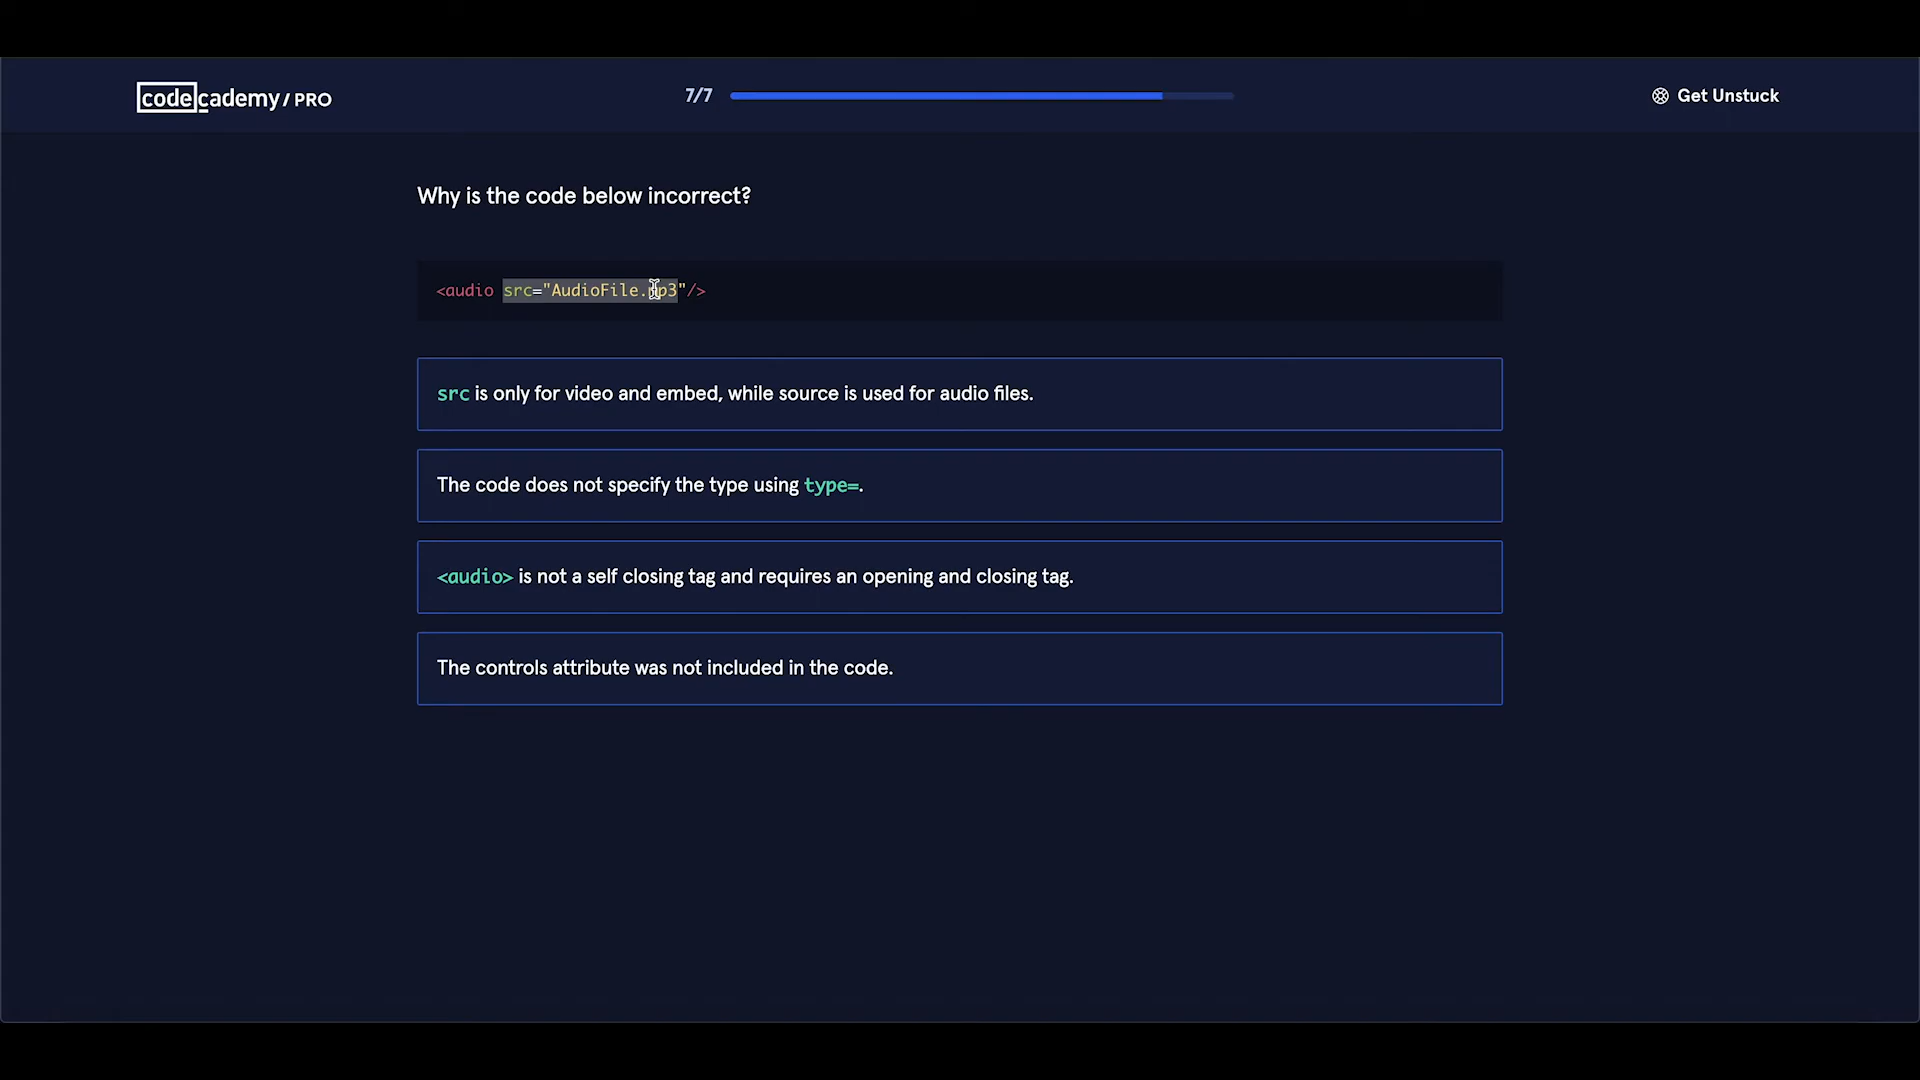 codecademy/PRO
7/7
Get Unstuck
Why is the code below incorrect?
<audio src="AudioFile.mp3"/>
src is only for video and embed, while source is used for audio files.
The code does not specify the type using type=.
<audio> is not a self closing tag and requires an opening and closing tag.
The controls attribute was not included in the code.